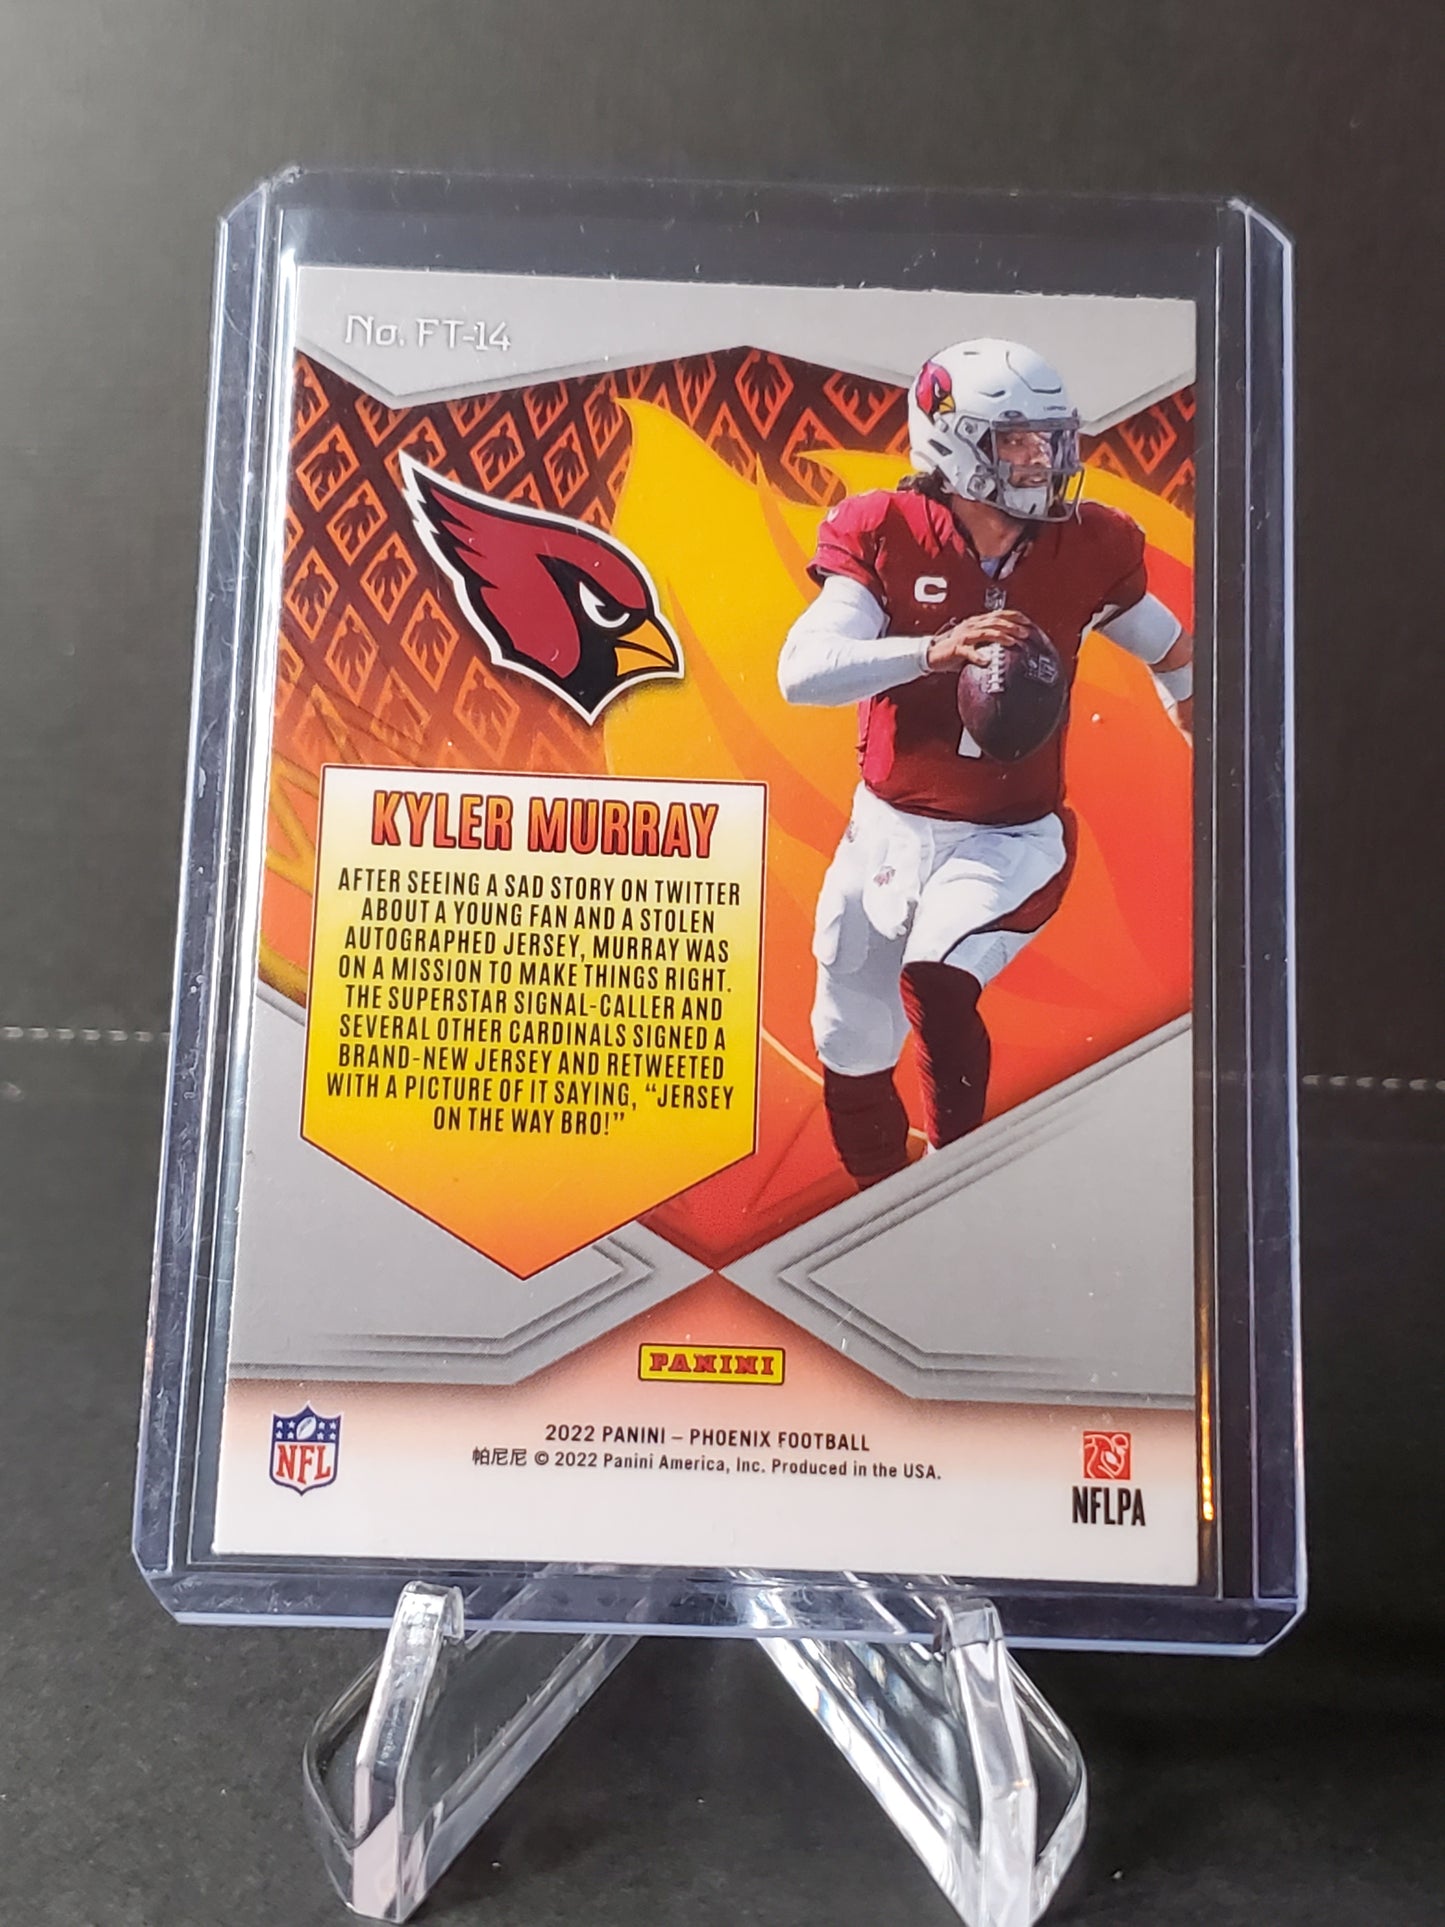 No. FT-14
C
1
KYLER MURRAY
AFTER SEEING A SAD STORY ON TWITTER
ABOUT A YOUNG FAN AND A STOLEN
AUTOGRAPHED JERSEY, MURRAY WAS
ON A MISSION TO MAKE THINGS RIGHT.
THE SUPERSTAR SIGNAL-CALLER AND
SEVERAL OTHER CARDINALS SIGNED A
BRAND-NEW JERSEY AND RETWEETED
WITH A PICTURE OF IT SAYING, “JERSEY
ON THE WAY BRO!”
PANINI
NFL
2022 PANINI – PHOENIX FOOTBALL
帕尼尼 © 2022 Panini America, Inc. Produced in the USA.
NFLPA